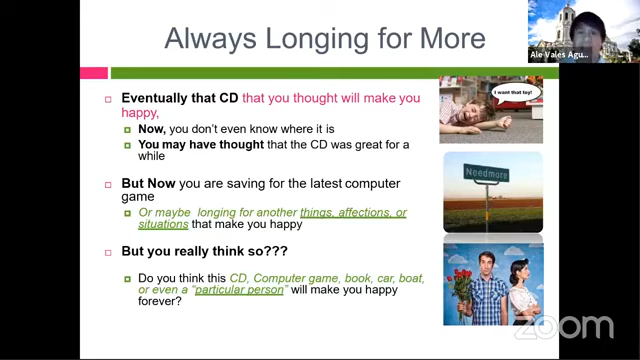 Always Longing for More
Ale Vales Agu...
Eventually that CD that you thought will make you
happy,
Now, you don't even know where it is
You may have thought that the CD was great for a
while
But Now you are saving for the latest computer
game
Or maybe longing for another things, affections, or
situations that make you happy
But you really think so???
Do you think this CD, Computer game, book, car, boat,
or even a "particular person" will make you happy
forever?
I want that toy!
Needmore
zoom